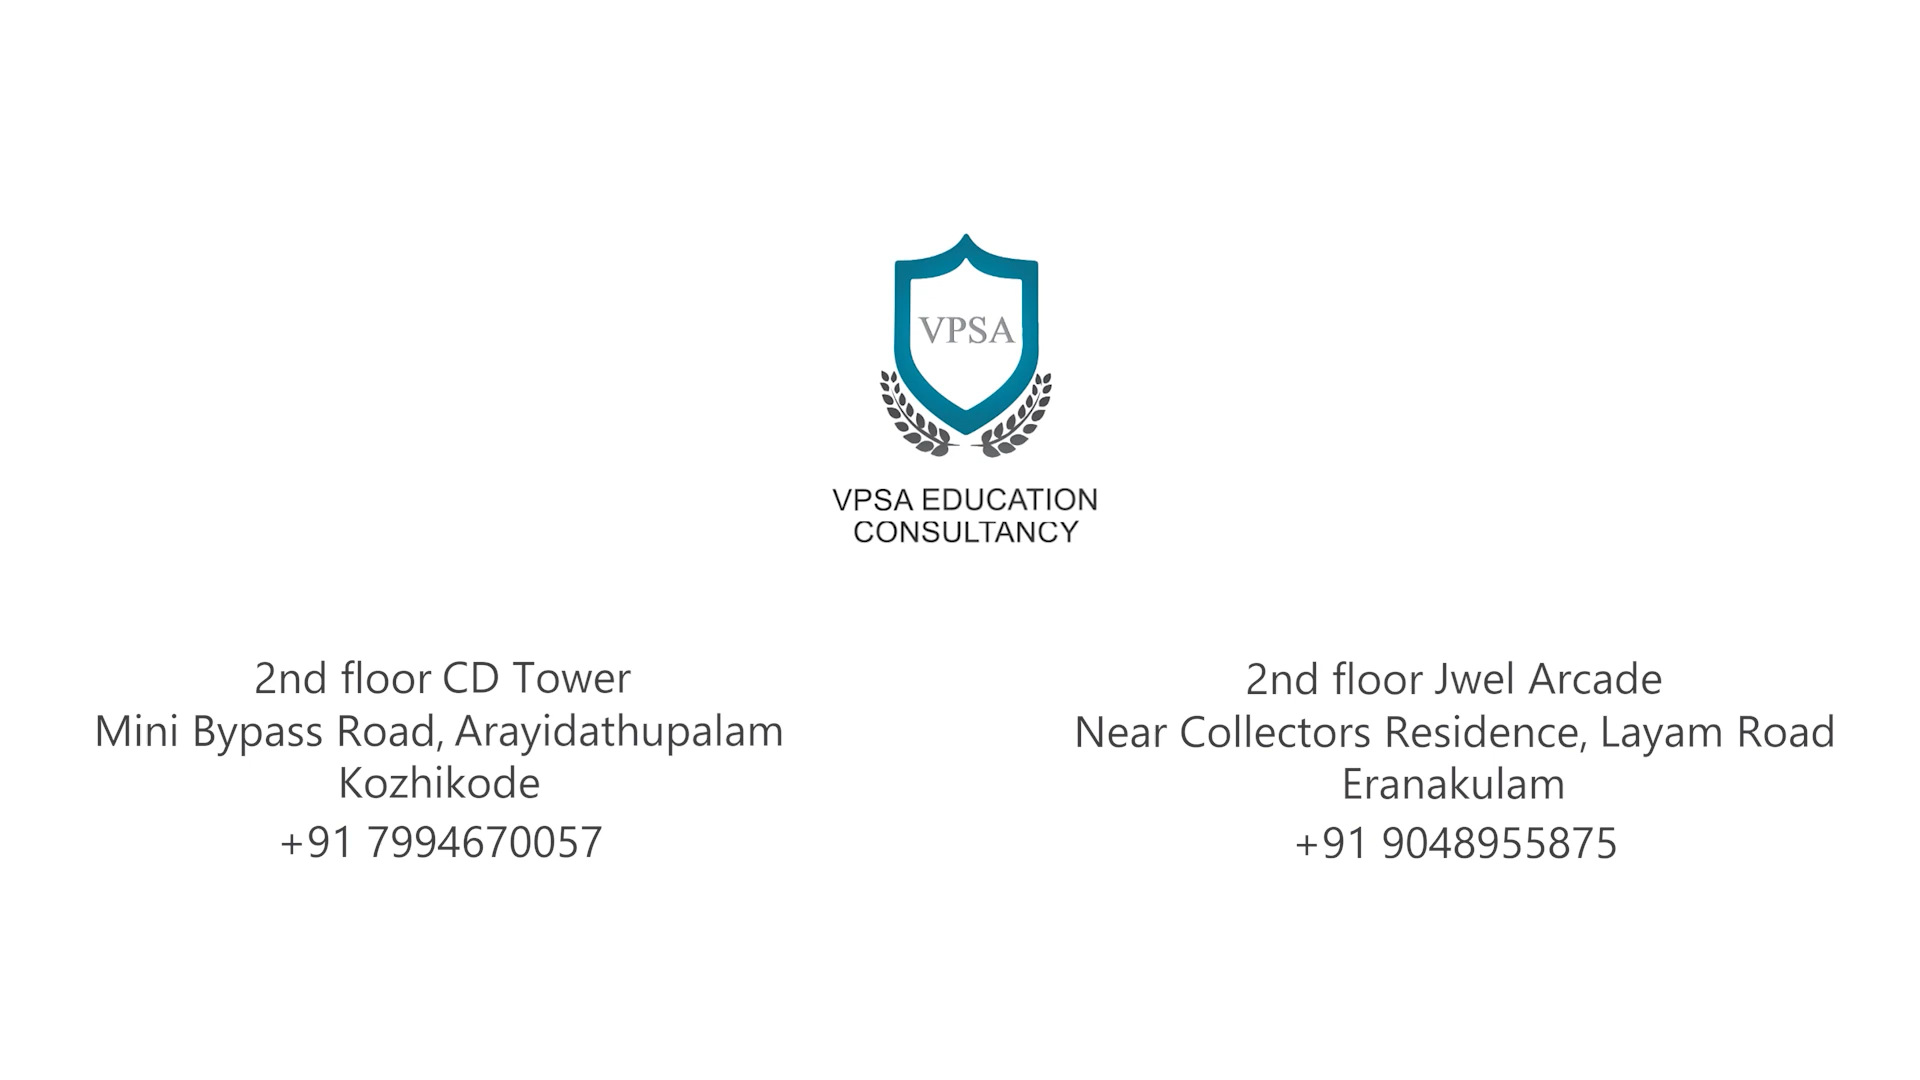 VPSA
VPSA EDUCATION
CONSULTANCY
2nd floor CD Tower
Mini Bypass Road, Arayidathupalam
Kozhikode
+91 7994670057
2nd floor Jwel Arcade
Near Collectors Residence, Layam Road
Eranakulam
+91 9048955875